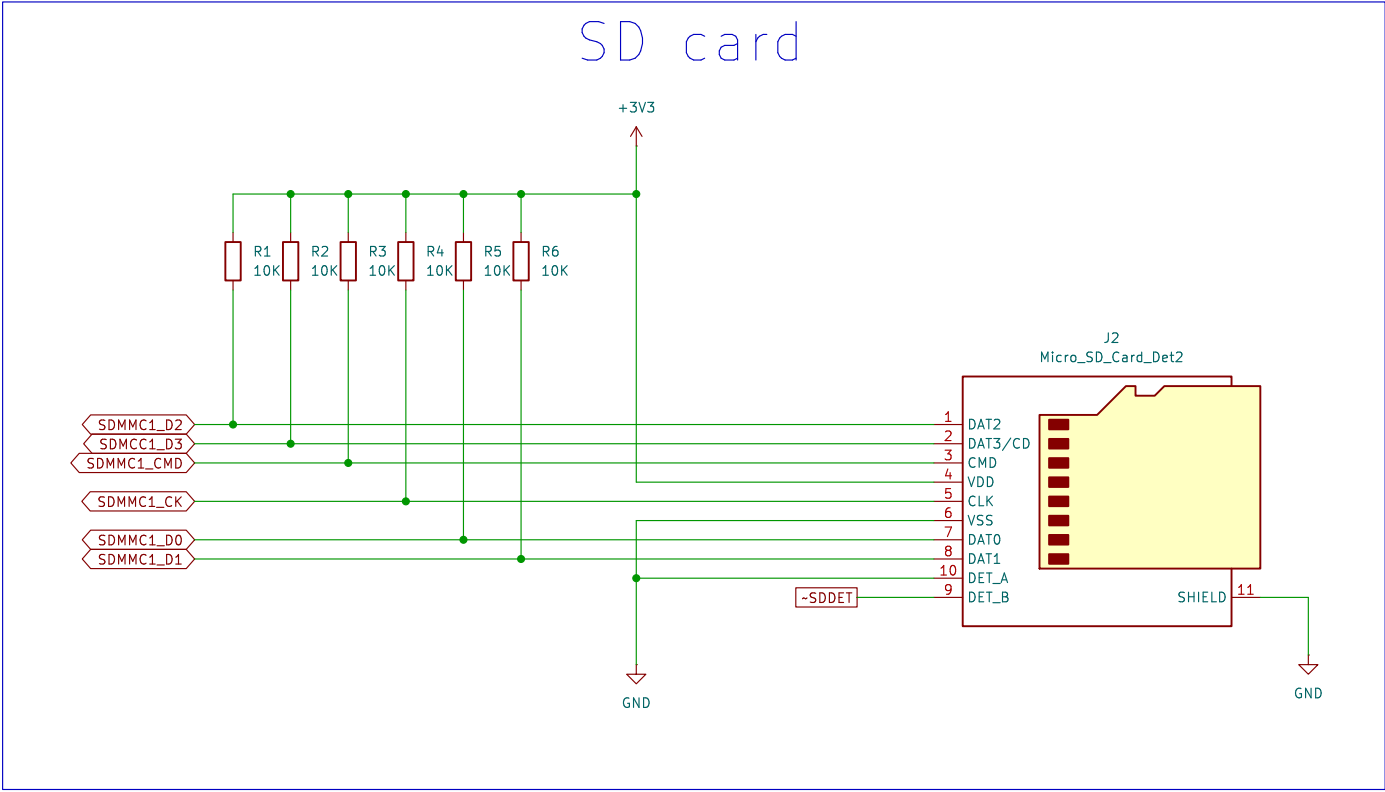 SD card
+3V3
R1
10K
R2
10K
R3
10K
R4
10K
R5
10K
R6
10K
J2
Micro_SD_Card_Det2
SDMMC1_D2
SDMCC1_D3
SDMMC1_CMD
SDMMC1_CK
SDMMC1_D0
SDMMC1_D1
1 DAT2
2 DAT3/CD
3 CMD
4 VDD
5 CLK
6 VSS
7 DAT0
8 DAT1
10 DET_A
~SDDET 9 DET_B
SHIELD 11
GND
GND